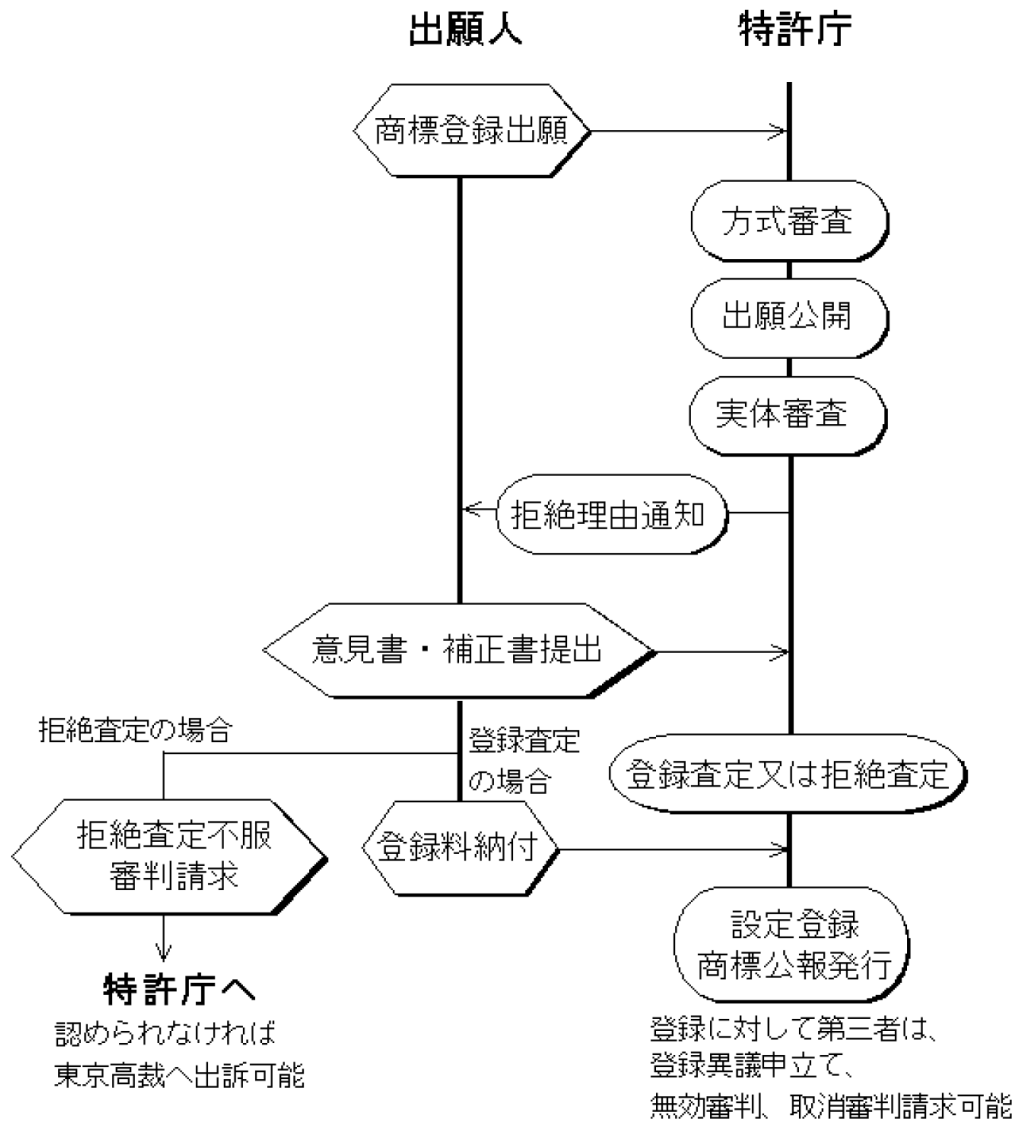 出願人
特許庁
商標登録出願
方式審査
出願公開
実体審査
拒絶理由通知
意見書・補正書提出
拒絶査定の場合
登録査定
の場合
登録査定又は拒絶査定
拒絶査定不服
審判請求
登録料納付
設定登録
商標公報発行
特許庁へ
認められなければ
東京高裁へ出訴可能
登録に対して第三者は、
登録異議申立て、
無効審判、取消審判請求可能